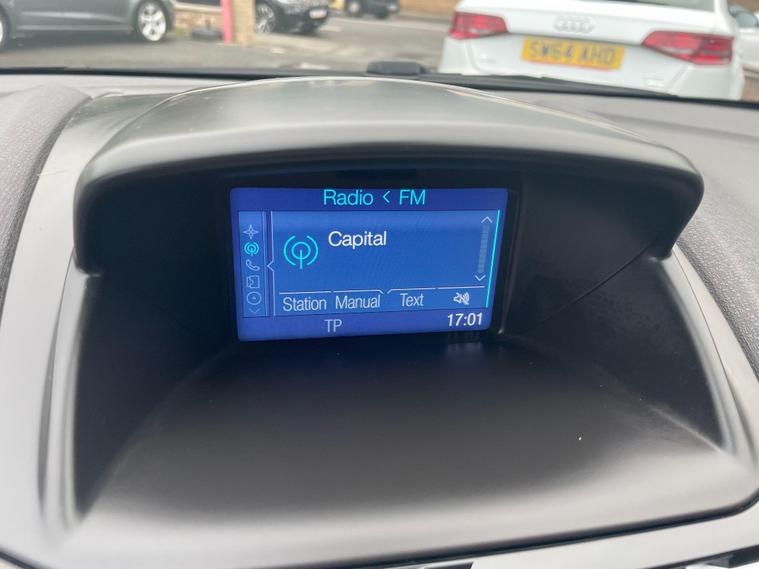 SW64 AHD
Radio < FM
Capital
Station Manual Text
TP 17:01